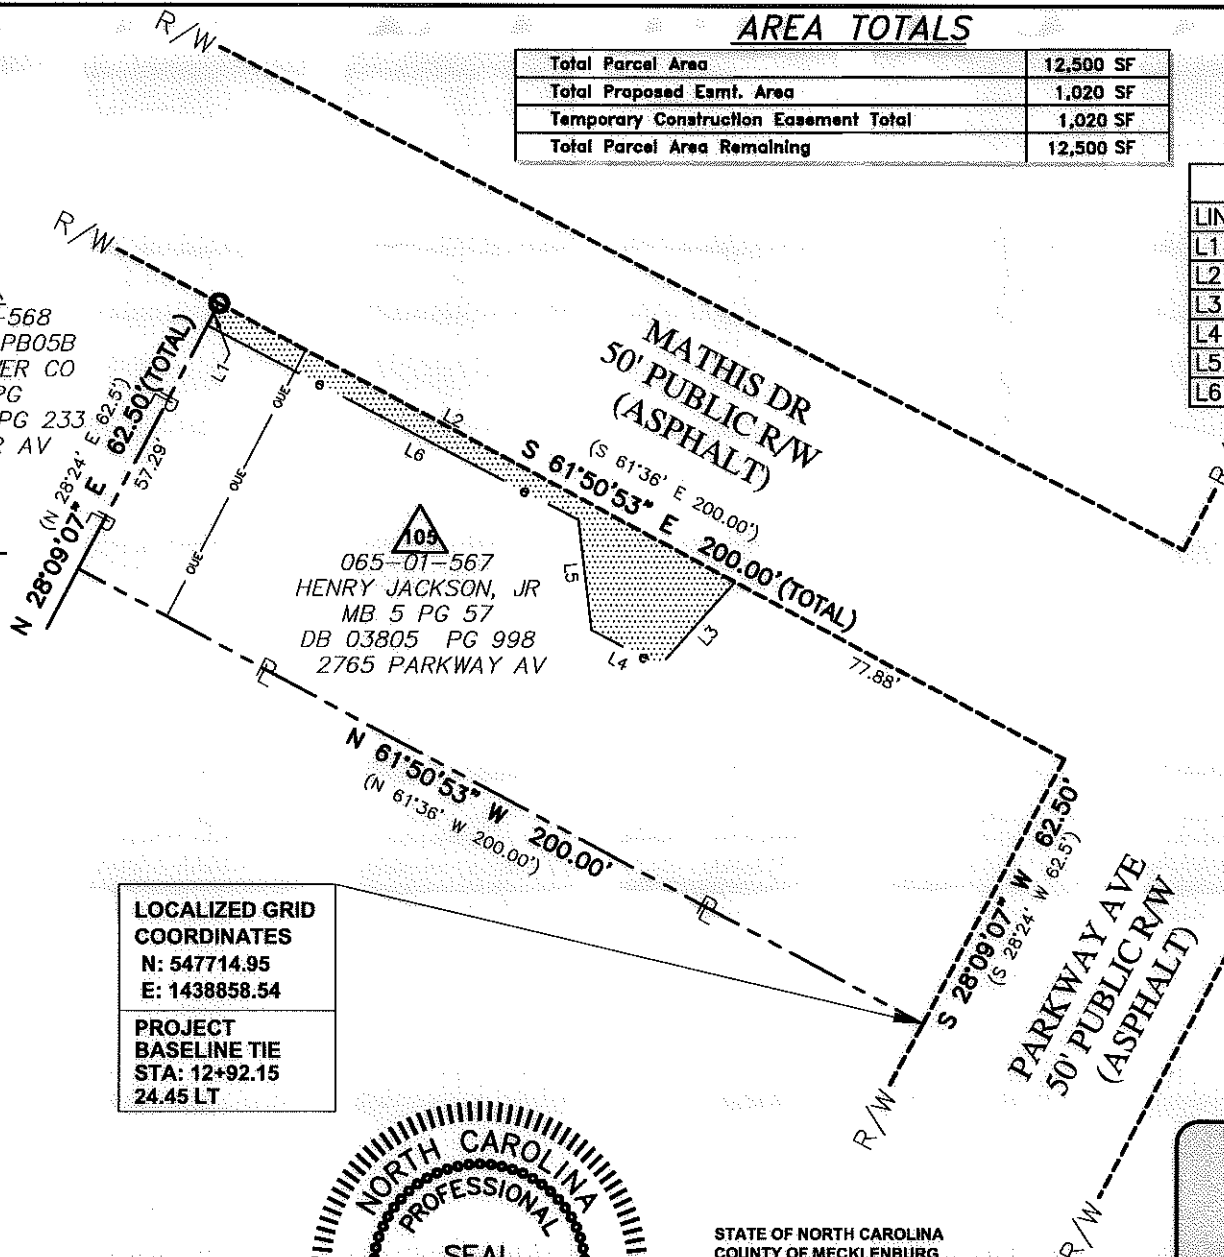 R/W
AREA TOTALS
Total Parcel Area 12,500 SF
Total Proposed Esmt. Area 1,020 SF
Temporary Construction Easement Total 1,020 SF
Total Parcel Area Remaining 12,500 SF
R/W
LIN
L1
L2
L3
L4
L5
L6
-568
PB05B
ER CO
PG
PG 233
AV
N 28°09'07" E 62.50'(TOTAL)
(N 28°24' E 62.5')
57.29'
L1
OUE
OUE
OUE
e
L2
L6
e
MATHIS DR
50' PUBLIC R/W
(ASPHALT)
S 61°50'53" E 200.00'(TOTAL)
(S 61°36' E 200.00')
105
065-01-567
HENRY JACKSON, JR
MB 5 PG 57
DB 03805 PG 998
2765 PARKWAY AV
L5
L4
e
L3
77.88'
PL
N 61°50'53" W 200.00'
(N 61°36' W 200.00')
PL
S 28°09'07" W 62.50'
(S 28°24' W 62.5')
PARKWAY AVE
50' PUBLIC R/W
(ASPHALT)
LOCALIZED GRID
COORDINATES
N: 547714.95
E: 1438858.54
PROJECT
BASELINE TIE
STA: 12+92.15
24.45 LT
R/W
R/W
NORTH CAROLINA
PROFESSIONAL
SEAL
STATE OF NORTH CAROLINA
COUNTY OF MECKLENBURG